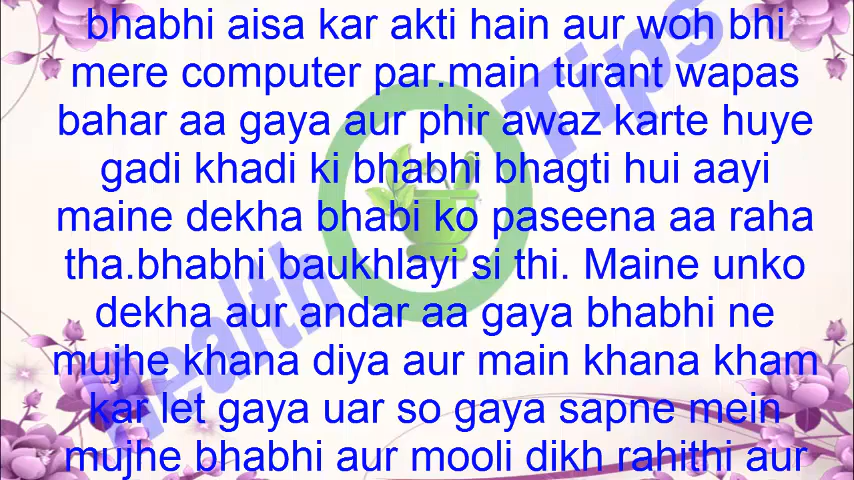 bhabhi aisa kar akti hain aur woh bhi
mere computer par.main turant wapas
bahar aa gaya aur phir awaz karte huye
gadi khadi ki bhabhi bhagti hui aayi
maine dekha bhabi ko paseena aa raha
tha.bhabhi baukhlayi si thi. Maine unko
dekha aur andar aa gaya bhabhi ne
mujhe khana diya aur main khana kham
kar let gaya uar so gaya sapne mein
mujhe bhabhi aur mooli dikh rahithi aur
Health Tips